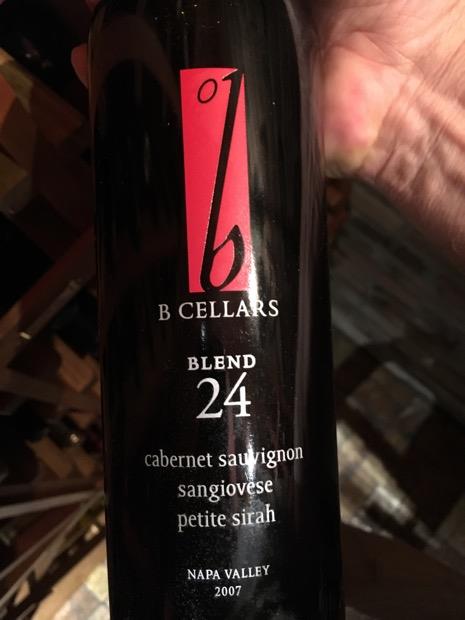 °b
B CELLARS
BLEND
24
cabernet sauvignon
sangiovese
petite sirah
NAPA VALLEY
2007